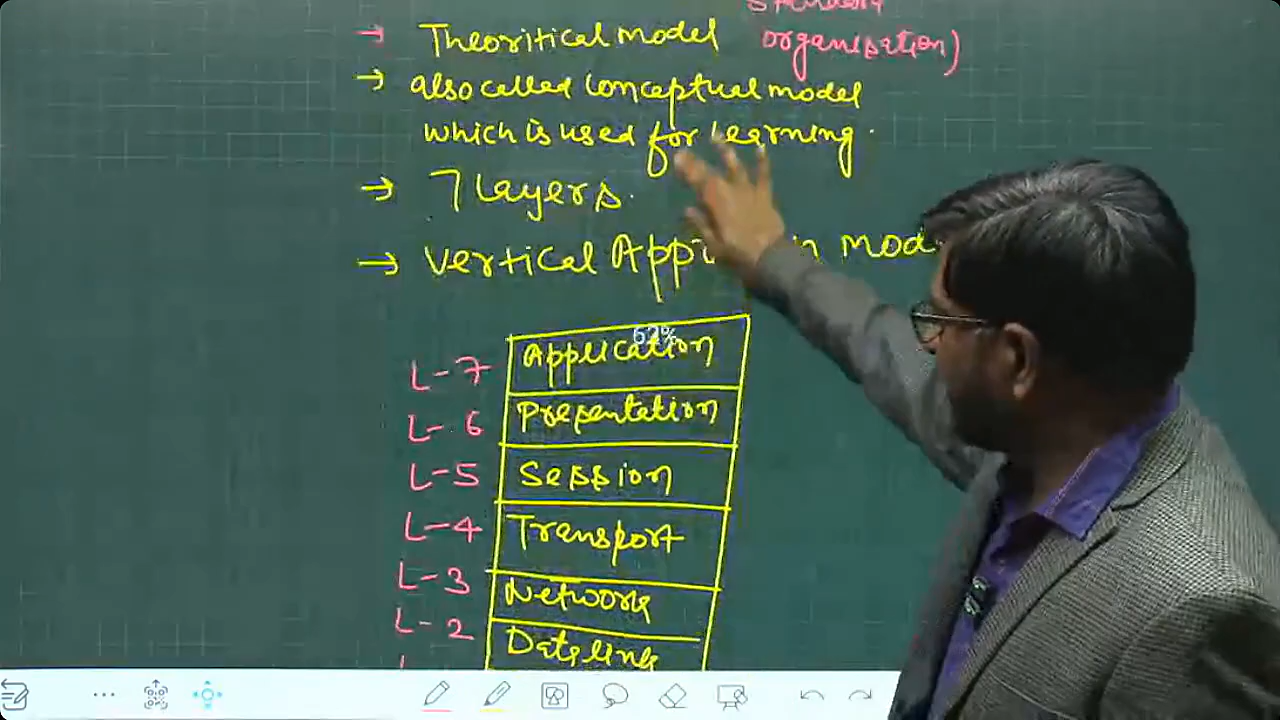 → Theoritical model
organisation)
→ also called conceptual model
which is used for learning.
→ 7 layers.
→ Vertical
62%
L-7 Application
L-6 Presentation
L-5 Session
L-4 Transport
L-3 Network
L-2 Datalink